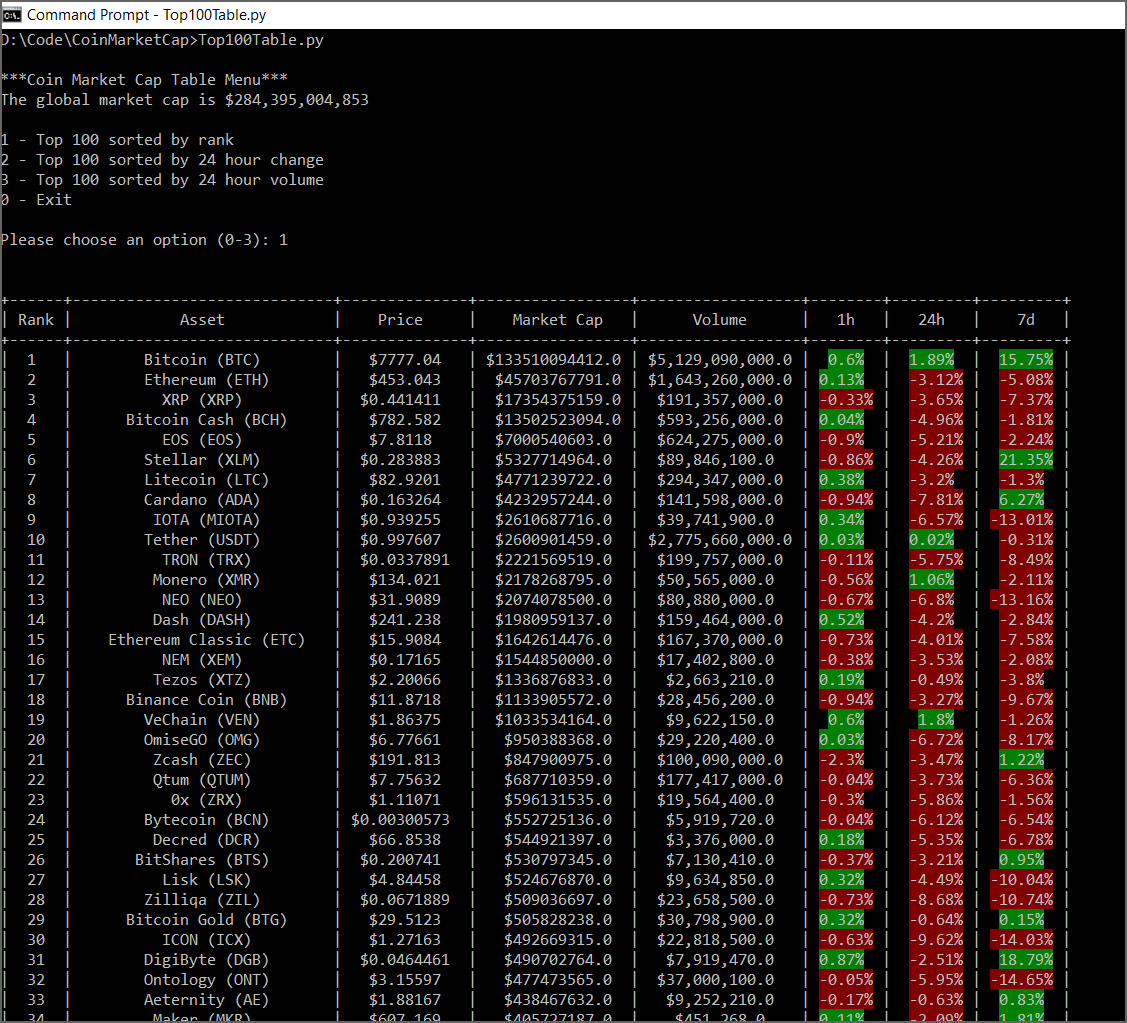 Command Prompt - Top100Table.py
D:\Code\CoinMarketCap>Top100Table.py
***Coin Market Cap Table Menu***
The global market cap is $284,395,004,853
1 - Top 100 sorted by rank
2 - Top 100 sorted by 24 hour change
3 - Top 100 sorted by 24 hour volume
0 - Exit
Please choose an option (0-3): 1
+------+-----------------------------+--------------+-----------------+------------------+--------+---------+---------+
| Rank | Asset | Price | Market Cap | Volume | 1h | 24h | 7d |
+------+-----------------------------+--------------+-----------------+------------------+--------+---------+---------+
| 1 | Bitcoin (BTC) | $7777.04 | $133510094412.0 | $5,129,090,000.0 | 0.6% | 1.89% | 15.75% |
| 2 | Ethereum (ETH) | $453.043 | $45703767791.0 | $1,643,260,000.0 | 0.13% | -3.12% | -5.08% |
| 3 | XRP (XRP) | $0.441411 | $17354375159.0 | $191,357,000.0 | -0.33% | -3.65% | -7.37% |
| 4 | Bitcoin Cash (BCH) | $782.582 | $13502523094.0 | $593,256,000.0 | 0.04% | -4.96% | -1.81% |
| 5 | EOS (EOS) | $7.8118 | $7000540603.0 | $624,275,000.0 | -0.9% | -5.21% | -2.24% |
| 6 | Stellar (XLM) | $0.283883 | $5327714964.0 | $89,846,100.0 | -0.86% | -4.26% | 21.35% |
| 7 | Litecoin (LTC) | $82.9201 | $4771239722.0 | $294,347,000.0 | 0.38% | -3.2% | -1.3% |
| 8 | Cardano (ADA) | $0.163264 | $4232957244.0 | $141,598,000.0 | -0.94% | -7.81% | 6.27% |
| 9 | IOTA (MIOTA) | $0.939255 | $2610687716.0 | $39,741,900.0 | 0.34% | -6.57% | -13.01% |
| 10 | Tether (USDT) | $0.997607 | $2600901459.0 | $2,775,660,000.0 | 0.03% | 0.02% | -0.31% |
| 11 | TRON (TRX) | $0.0337891 | $2221569519.0 | $199,757,000.0 | -0.11% | -5.75% | -8.49% |
| 12 | Monero (XMR) | $134.021 | $2178268795.0 | $50,565,000.0 | -0.56% | 1.06% | -2.11% |
| 13 | NEO (NEO) | $31.9089 | $2074078500.0 | $80,880,000.0 | -0.67% | -6.8% | -13.16% |
| 14 | Dash (DASH) | $241.238 | $1980959137.0 | $159,464,000.0 | 0.52% | -4.2% | -2.84% |
| 15 | Ethereum Classic (ETC) | $15.9084 | $1642614476.0 | $167,370,000.0 | -0.73% | -4.01% | -7.58% |
| 16 | NEM (XEM) | $0.17165 | $1544850000.0 | $17,402,800.0 | -0.38% | -3.53% | -2.08% |
| 17 | Tezos (XTZ) | $2.20066 | $1336876833.0 | $2,663,210.0 | 0.19% | -0.49% | -3.8% |
| 18 | Binance Coin (BNB) | $11.8718 | $1133905572.0 | $28,456,200.0 | -0.94% | -3.27% | -9.67% |
| 19 | VeChain (VEN) | $1.86375 | $1033534164.0 | $9,622,150.0 | 0.6% | 1.8% | -1.26% |
| 20 | OmiseGO (OMG) | $6.77661 | $950388368.0 | $29,220,400.0 | 0.03% | -6.72% | -8.17% |
| 21 | Zcash (ZEC) | $191.813 | $847900975.0 | $100,090,000.0 | -2.3% | -3.47% | 1.22% |
| 22 | Qtum (QTUM) | $7.75632 | $687710359.0 | $177,417,000.0 | -0.04% | -3.73% | -6.36% |
| 23 | 0x (ZRX) | $1.11071 | $596131535.0 | $19,564,400.0 | -0.3% | -5.86% | -1.56% |
| 24 | Bytecoin (BCN) | $0.00300573 | $552725136.0 | $5,919,720.0 | -0.04% | -6.12% | -6.54% |
| 25 | Decred (DCR) | $66.8538 | $544921397.0 | $3,376,000.0 | 0.18% | -5.35% | -6.78% |
| 26 | BitShares (BTS) | $0.200741 | $530797345.0 | $7,130,410.0 | -0.37% | -3.21% | 0.95% |
| 27 | Lisk (LSK) | $4.84458 | $524676870.0 | $9,634,850.0 | 0.32% | -4.49% | -10.04% |
| 28 | Zilliqa (ZIL) | $0.0671889 | $509036697.0 | $23,658,500.0 | -0.73% | -8.68% | -10.74% |
| 29 | Bitcoin Gold (BTG) | $29.5123 | $505828238.0 | $30,798,900.0 | 0.32% | -0.64% | 0.15% |
| 30 | ICON (ICX) | $1.27163 | $492669315.0 | $22,818,500.0 | -0.63% | -9.62% | -14.03% |
| 31 | DigiByte (DGB) | $0.0464461 | $490702764.0 | $7,919,470.0 | 0.87% | -2.51% | 18.79% |
| 32 | Ontology (ONT) | $3.15597 | $477473565.0 | $37,000,100.0 | -0.05% | -5.95% | -14.65% |
| 33 | Aeternity (AE) | $1.88167 | $438467632.0 | $9,252,210.0 | -0.17% | -0.63% | 0.83% |
| 34 | Maker (MKR) | $607.169 | $405727187.0 | $451,268.0 | 0.11% | -2.09% | 1.81% |